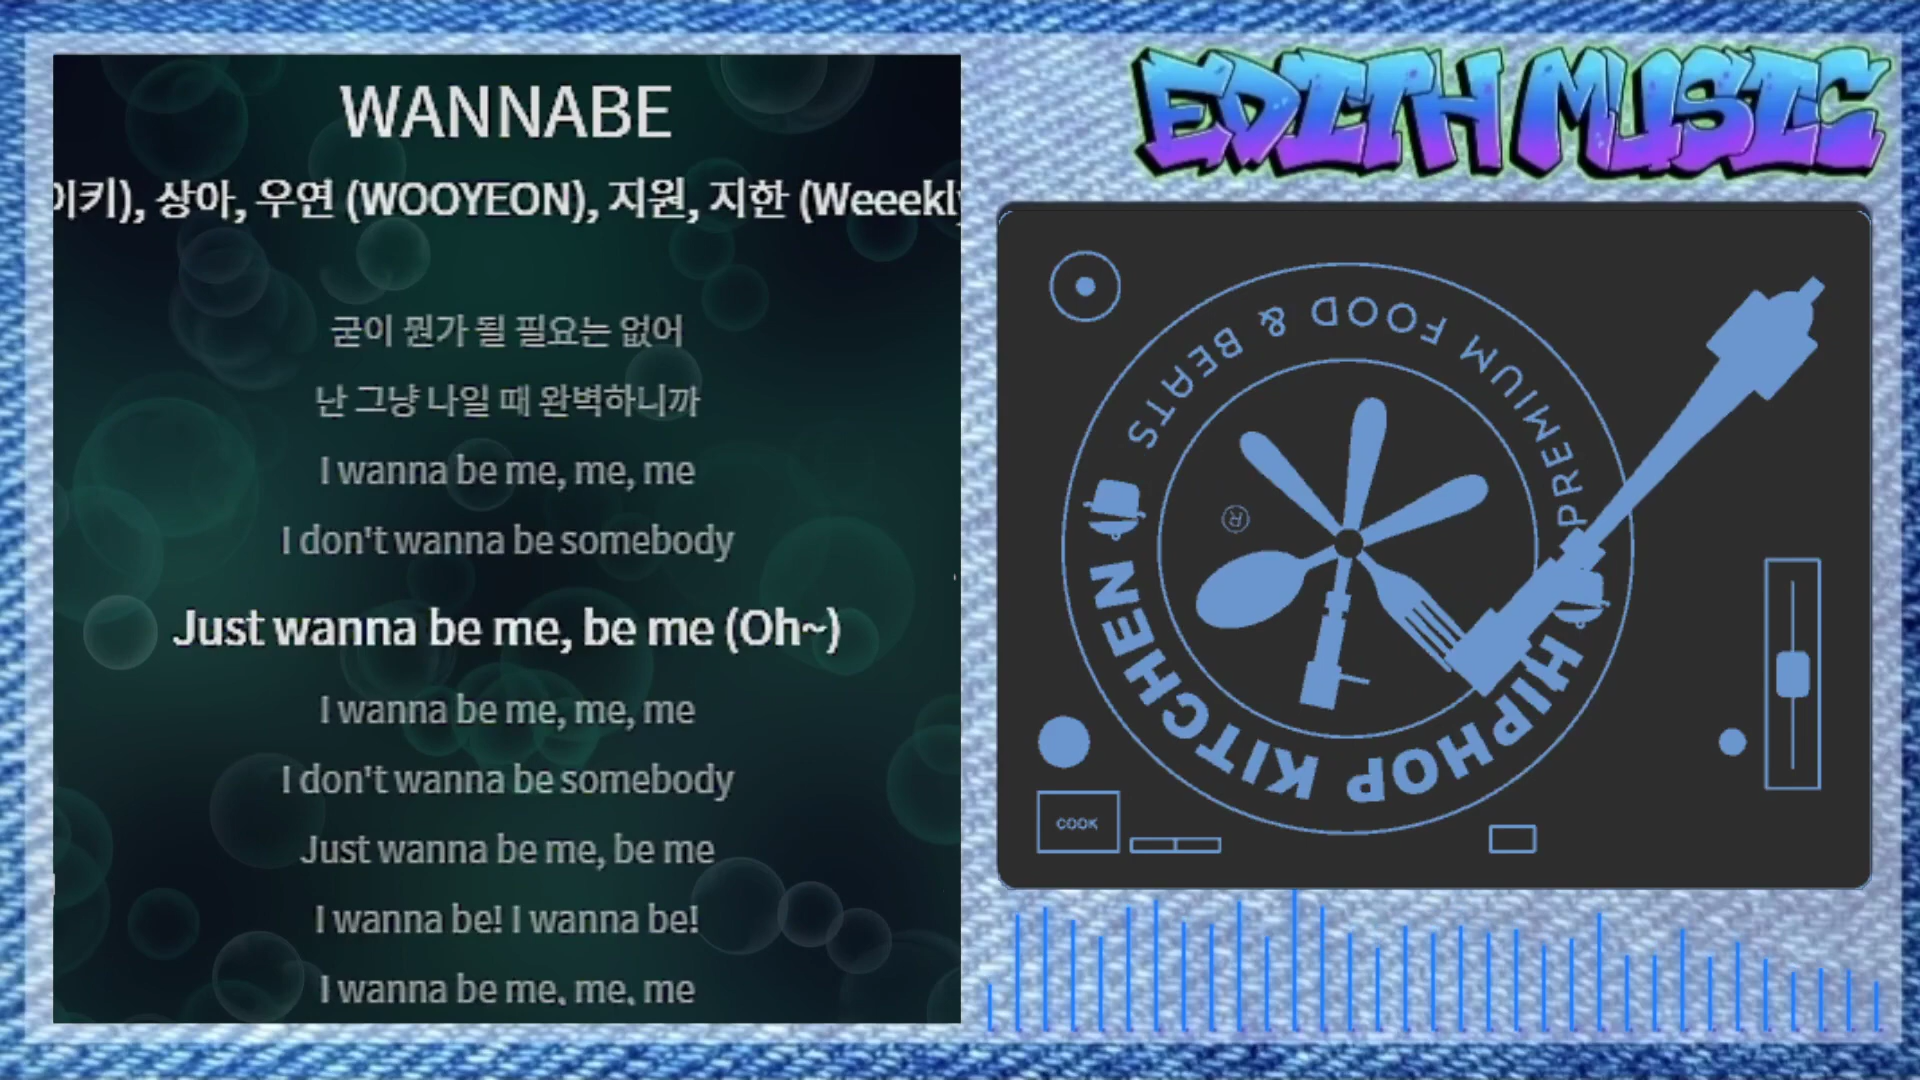 WANNABE
이키), 상아, 우연 (WOOYEON), 지원, 지한 (Weeekly
굳이 뭔가 될 필요는 없어
난 그냥 나일 때 완벽하니까
I wanna be me, me, me
I don't wanna be somebody
Just wanna be me, be me (Oh~)
I wanna be me, me, me
I don't wanna be somebody
Just wanna be me, be me
I wanna be! I wanna be!
I wanna be me, me, me
EDITH MUSIC
PREMIUM FOOD & BEATS
HIPHOP KITCHEN
®
COOK